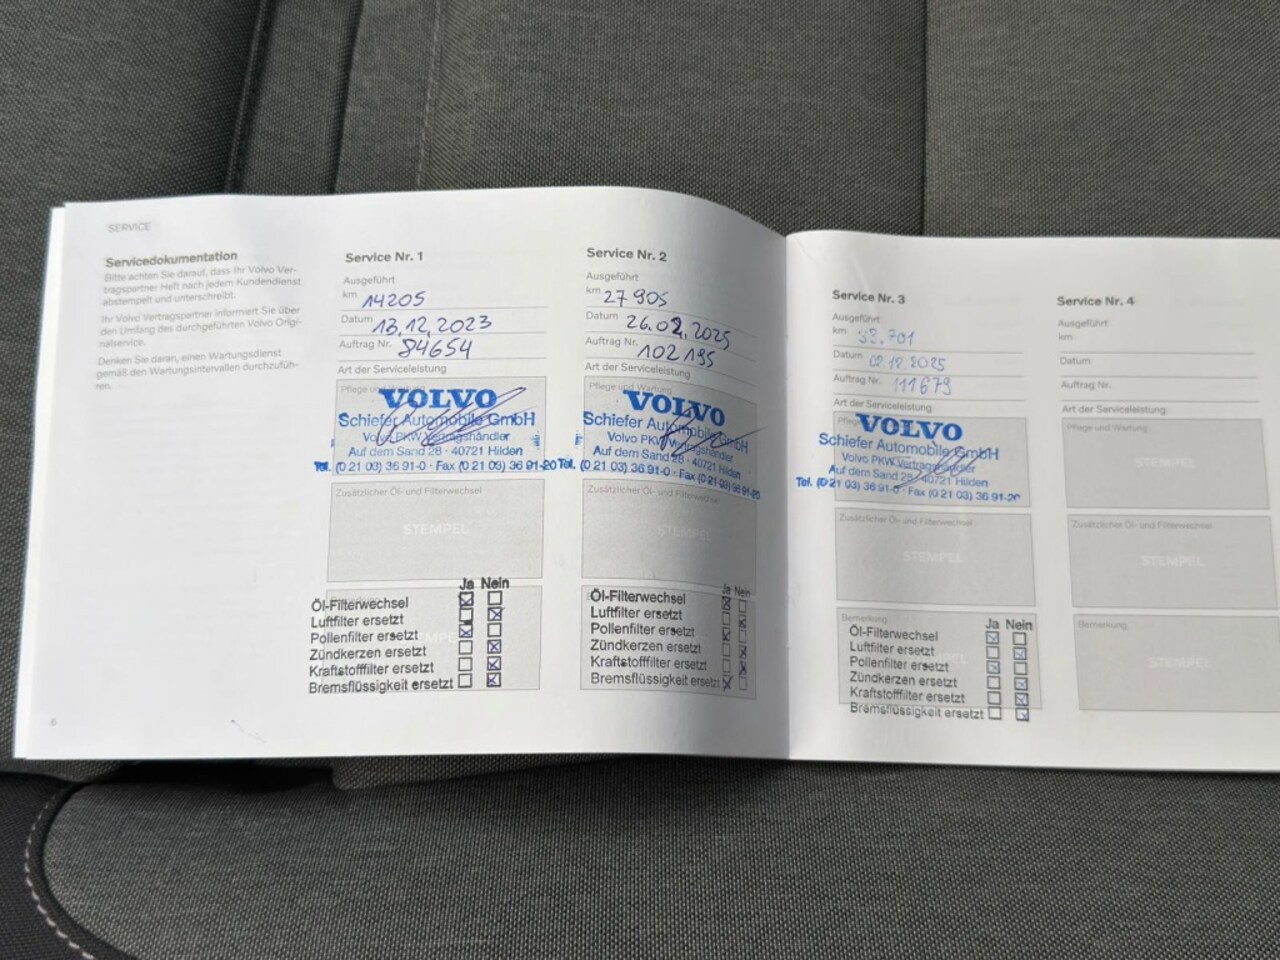 SERVICE
Servicedokumentation
Bitte achten Sie darauf, dass Ihr Volvo Ver-
tragspartner Heft nach jedem Kundendienst
abstempelt und unterschreibt.
Ihr Volvo Vertragspartner informiert Sie über
den Umfang des durchgeführten Volvo Origi-
nalservice.
Denken Sie daran, einen Wartungsdienst
gemäß den Wartungsintervallen durchzufüh-
ren.
Service Nr. 1
Ausgeführt
km 14205
Datum 13.12.2023
Auftrag Nr. 84654
Art der Serviceleistung
Pflege und Wartung
VOLVO
Schiefer Automobile GmbH
Volvo PKW Vertragshändler
Auf dem Sand 28 · 40721 Hilden
Tel. (0 21 03) 36 91-0 · Fax (0 21 03) 36 91-20
Zusätzlicher Öl- und Filterwechsel
STEMPEL
Ja Nein
Öl-Filterwechsel
Luftfilter ersetzt
Pollenfilter ersetzt
Zündkerzen ersetzt
Kraftstofffilter ersetzt
Bremsflüssigkeit ersetzt
Service Nr. 2
Ausgeführt
km 27905
Datum 26.02.2025
Auftrag Nr. 102195
Art der Serviceleistung
Pflege und Wartung
VOLVO
Schiefer Automobile GmbH
Volvo PKW Vertragshändler
Auf dem Sand 28 · 40721 Hilden
Tel. (0 21 03) 36 91-0 · Fax (0 21 03) 36 91-20
Zusätzlicher Öl- und Filterwechsel
STEMPEL
Ja Nein
Öl-Filterwechsel
Luftfilter ersetzt
Pollenfilter ersetzt
Zündkerzen ersetzt
Kraftstofffilter ersetzt
Bremsflüssigkeit ersetzt
Service Nr. 3
Ausgeführt
km
Datum 02.12.2025
Auftrag Nr. 111679
Art der Serviceleistung
VOLVO
Schiefer Automobile GmbH
Volvo PKW Vertragshändler
Auf dem Sand 28 · 40721 Hilden
Tel. (0 21 03) 36 91-0 · Fax (0 21 03) 36 91-20
Zusätzlicher Öl- und Filterwechsel
STEMPEL
Bemerkung:
Ja Nein
Öl-Filterwechsel
Luftfilter ersetzt
Pollenfilter ersetzt
Zündkerzen ersetzt
Kraftstofffilter ersetzt
Bremsflüssigkeit ersetzt
Service Nr. 4
Ausgeführt
km
Datum
Auftrag Nr.
Art der Serviceleistung
Pflege und Wartung
STEMPEL
Zusätzlicher Öl- und Filterwechsel
STEMPEL
Bemerkung:
STEMPEL